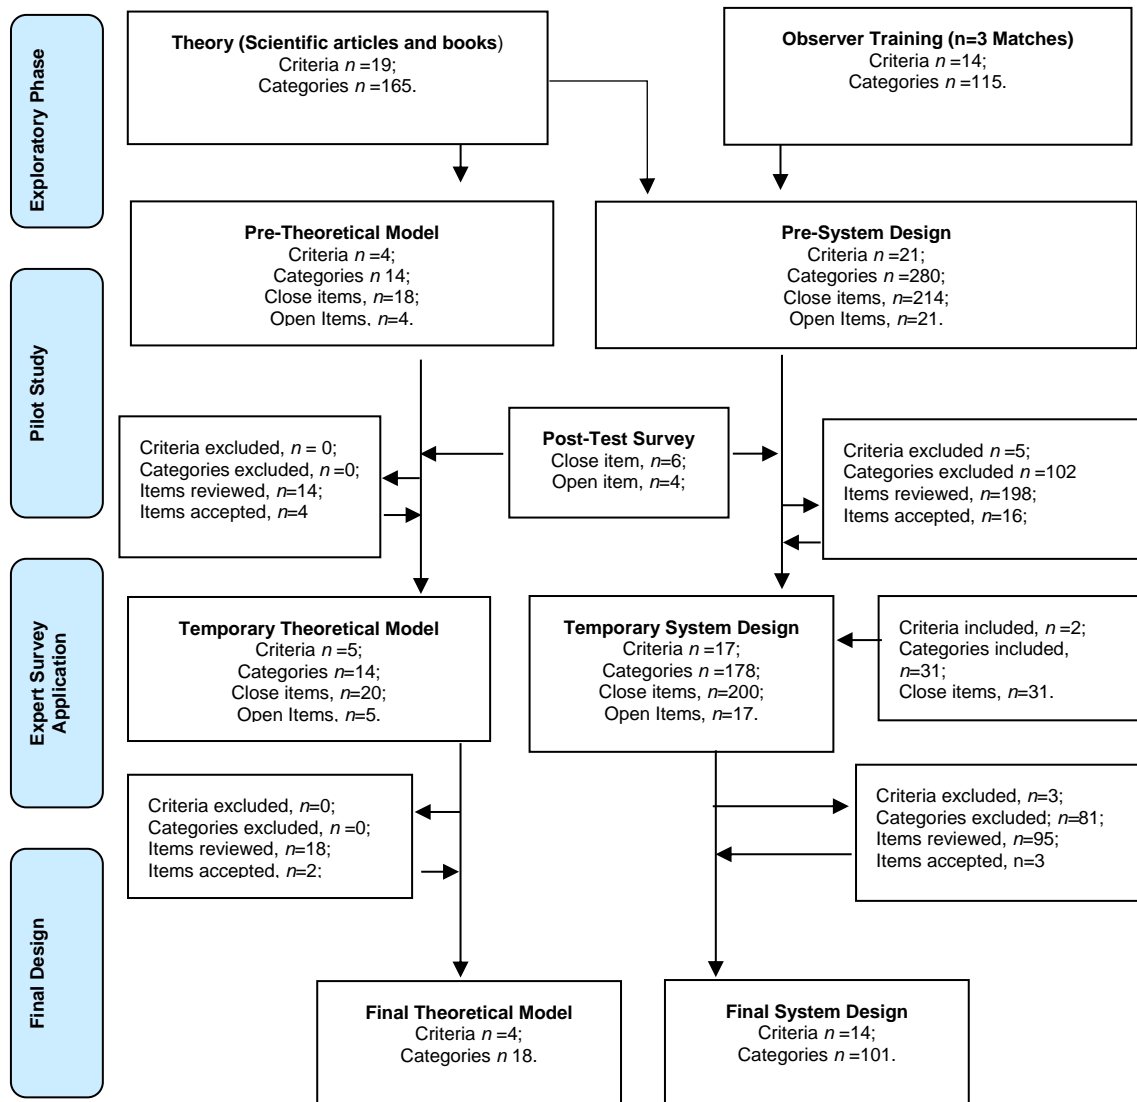 Exploratory Phase
Theory (Scientific articles and books)
Criteria n =19;
Categories n =165.
Observer Training (n=3 Matches)
Criteria n =14;
Categories n =115.
Pre-Theoretical Model
Criteria n =4;
Categories n 14;
Close items, n=18;
Open Items, n=4.
Pre-System Design
Criteria n =21;
Categories n =280;
Close items, n=214;
Open Items, n=21.
Pilot Study
Criteria excluded, n = 0;
Categories excluded, n =0;
Items reviewed, n=14;
Items accepted, n=4
Post-Test Survey
Close item, n=6;
Open item, n=4;
Criteria excluded n =5;
Categories excluded n =102
Items reviewed, n=198;
Items accepted, n=16;
Expert Survey
Application
Temporary Theoretical Model
Criteria n =5;
Categories n =14;
Close items, n=20;
Open Items, n=5.
Temporary System Design
Criteria n =17;
Categories n =178;
Close items, n=200;
Open Items, n=17.
Criteria included, n =2;
Categories included,
n=31;
Close items, n=31.
Criteria excluded, n=0;
Categories excluded, n =0;
Items reviewed, n=18;
Items accepted, n=2;
Criteria excluded, n=3;
Categories excluded; n=81;
Items reviewed, n=95;
Items accepted, n=3
Final Design
Final Theoretical Model
Criteria n =4;
Categories n 18.
Final System Design
Criteria n =14;
Categories n =101.